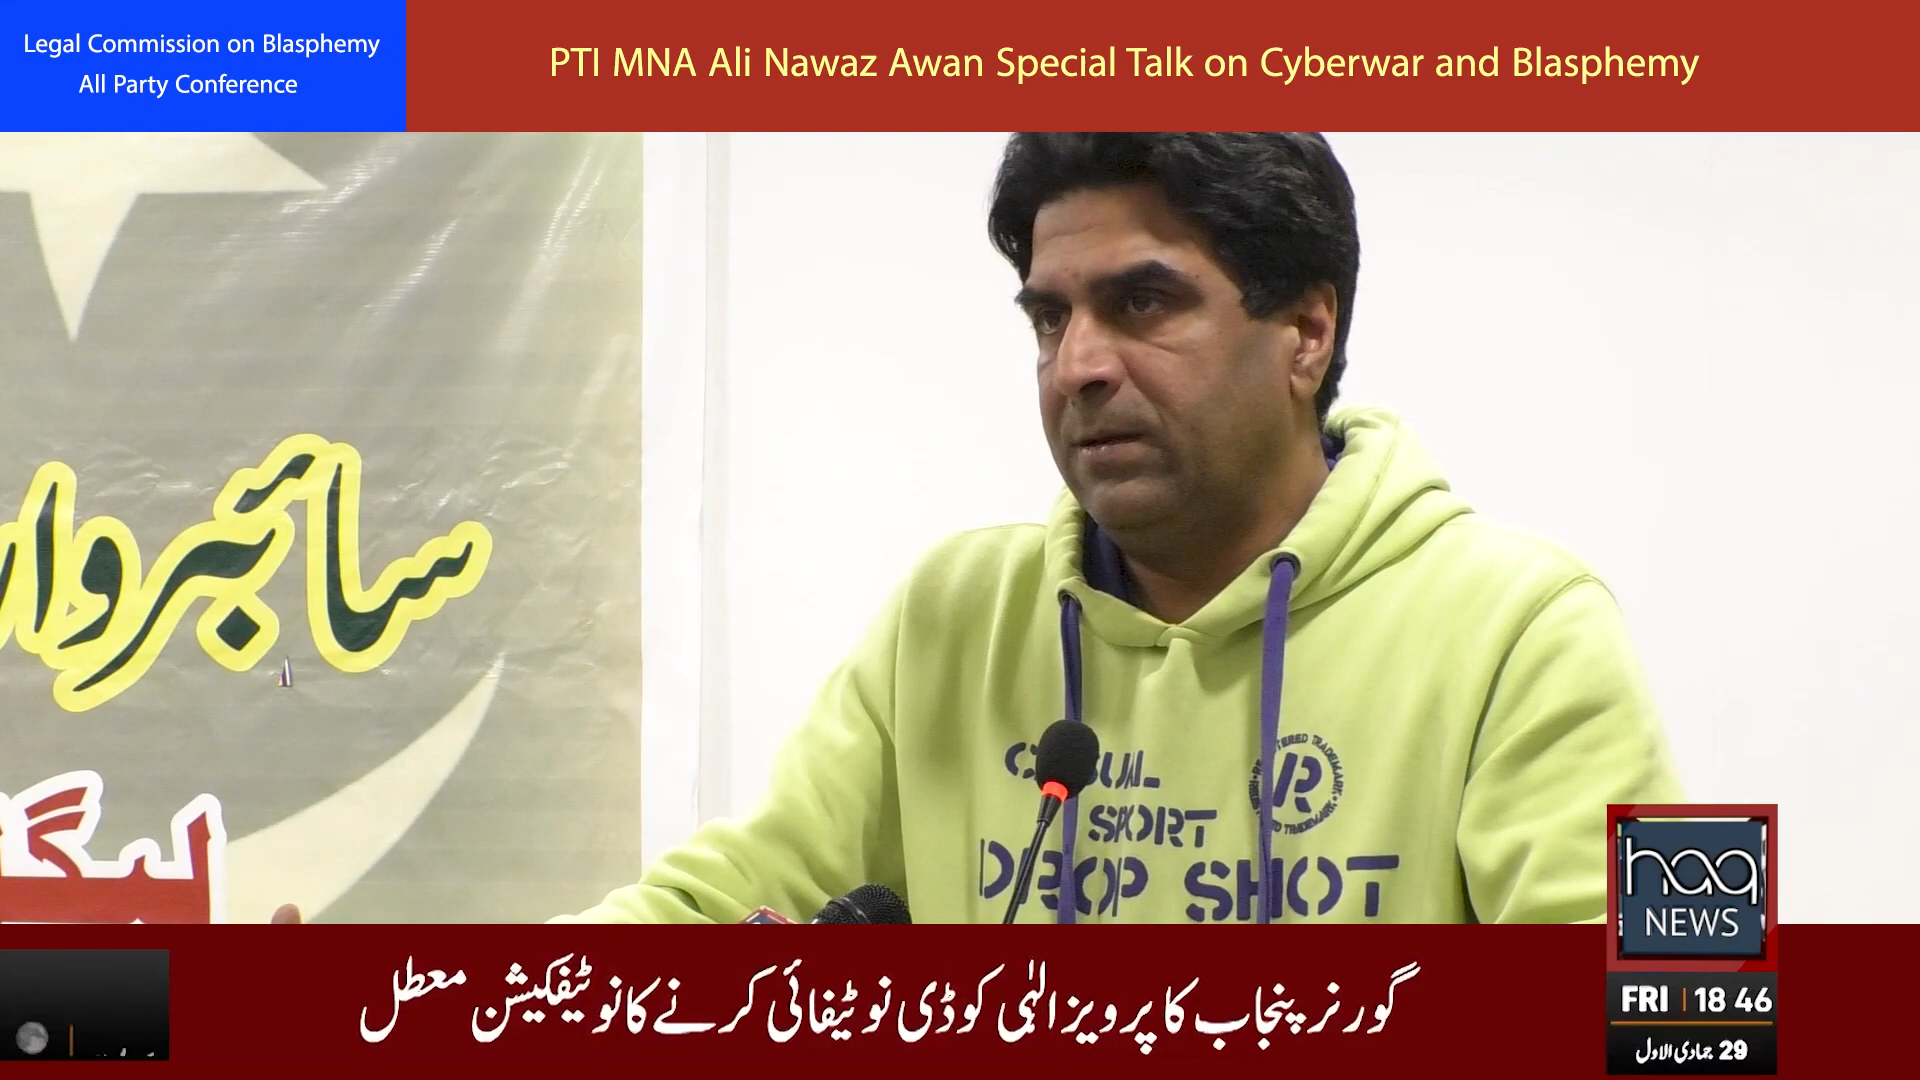 Legal Commission on Blasphemy
All Party Conference
PTI MNA Ali Nawaz Awan Special Talk on Cyberwar and Blasphemy
سائبروار
SPORT
DROP SHOT
R
haq
NEWS
FRI | 18 46
29 جمادی الاول
گورنر پنجاب کا پرویز الٰہی کو ڈی نوٹیفائی کرنے کا نوٹیفکیشن معطل